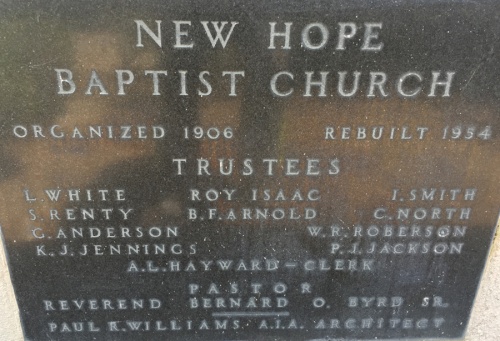 NEW HOPE
BAPTIST CHURCH
ORGANIZED 1906 REBUILT 1954
TRUSTEES
L. WHITE ROY ISAAC I. SMITH
S. RENTY B. F. ARNOLD C. NORTH
G. ANDERSON W. R. ROBERSON
K. J. JENNINGS P. J. JACKSON
A. L. HAYWARD - CLERK
PASTOR
REVEREND BERNARD O. BYRD SR.
PAUL R. WILLIAMS. A.I.A. ARCHITECT